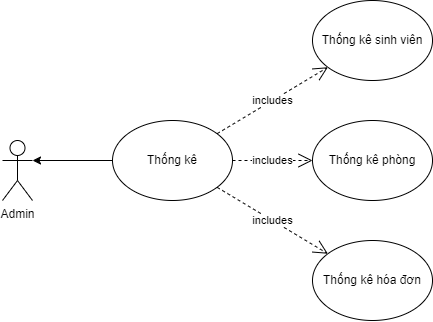 Thống kê sinh viên
includes
Thống kê
includes
Thống kê phòng
Admin
includes
Thống kê hóa đơn